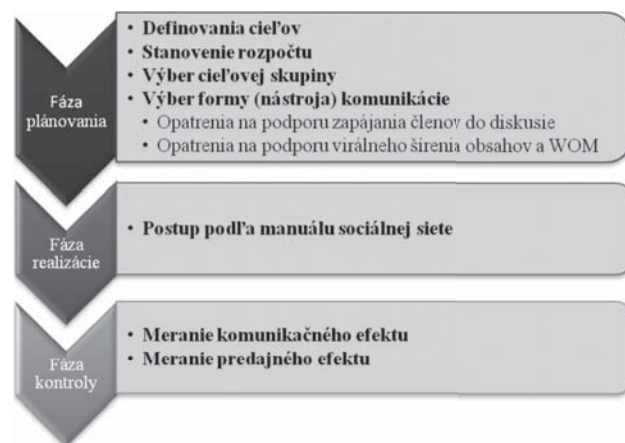 Fáza
plánovania
• Definovania cieľov
• Stanovenie rozpočtu
• Výber cieľovej skupiny
• Výber formy (nástroja) komunikácie
• Opatrenia na podporu zapájania členov do diskusie
• Opatrenia na podporu virálneho šírenia obsahov a WOM
Fáza
realizácie
• Postup podľa manuálu sociálnej siete
Fáza
kontroly
• Meranie komunikačného efektu
• Meranie predajného efektu